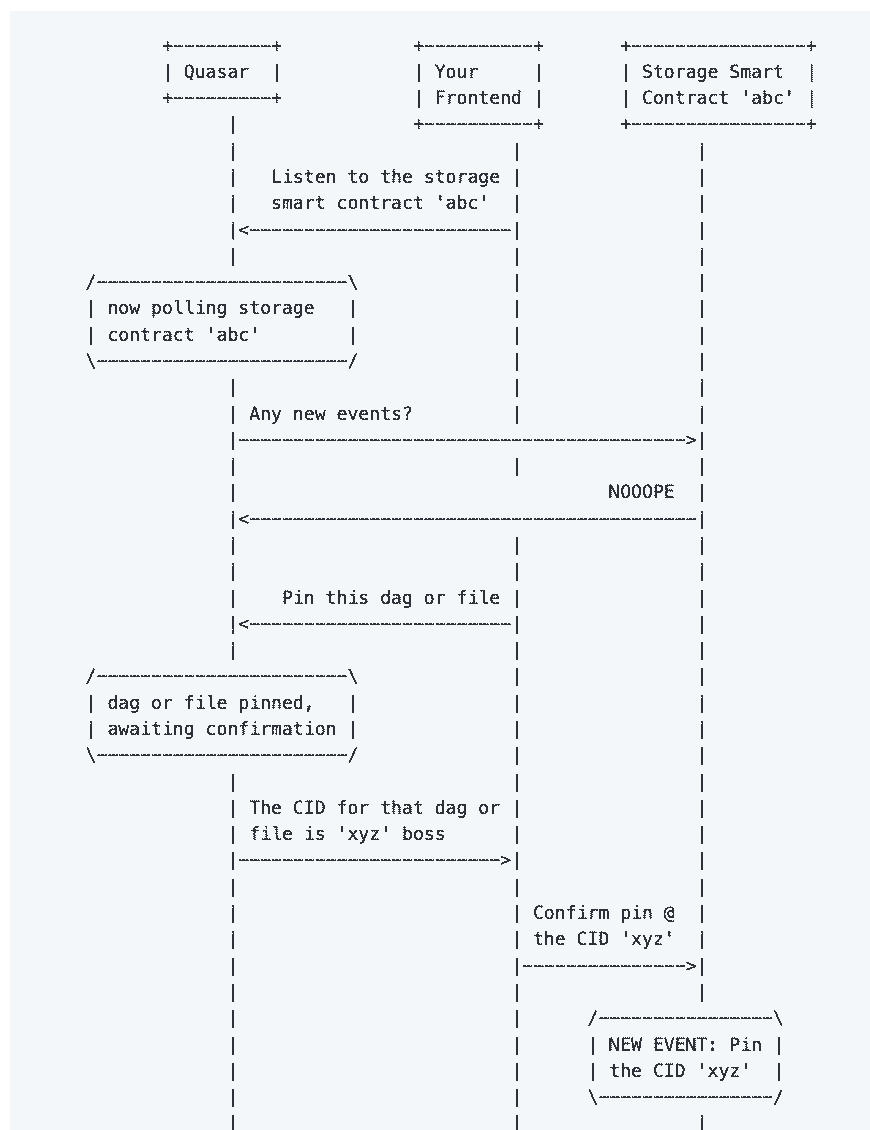 Quasar
Your
Frontend
Storage Smart
Contract 'abc'
Listen to the storage
smart contract 'abc'
now polling storage
contract 'abc'
Any new events?
NOOOPE
Pin this dag or file
dag or file pinned,
awaiting confirmation
The CID for that dag or
file is 'xyz' boss
Confirm pin @
the CID 'xyz'
NEW EVENT: Pin
the CID 'xyz'